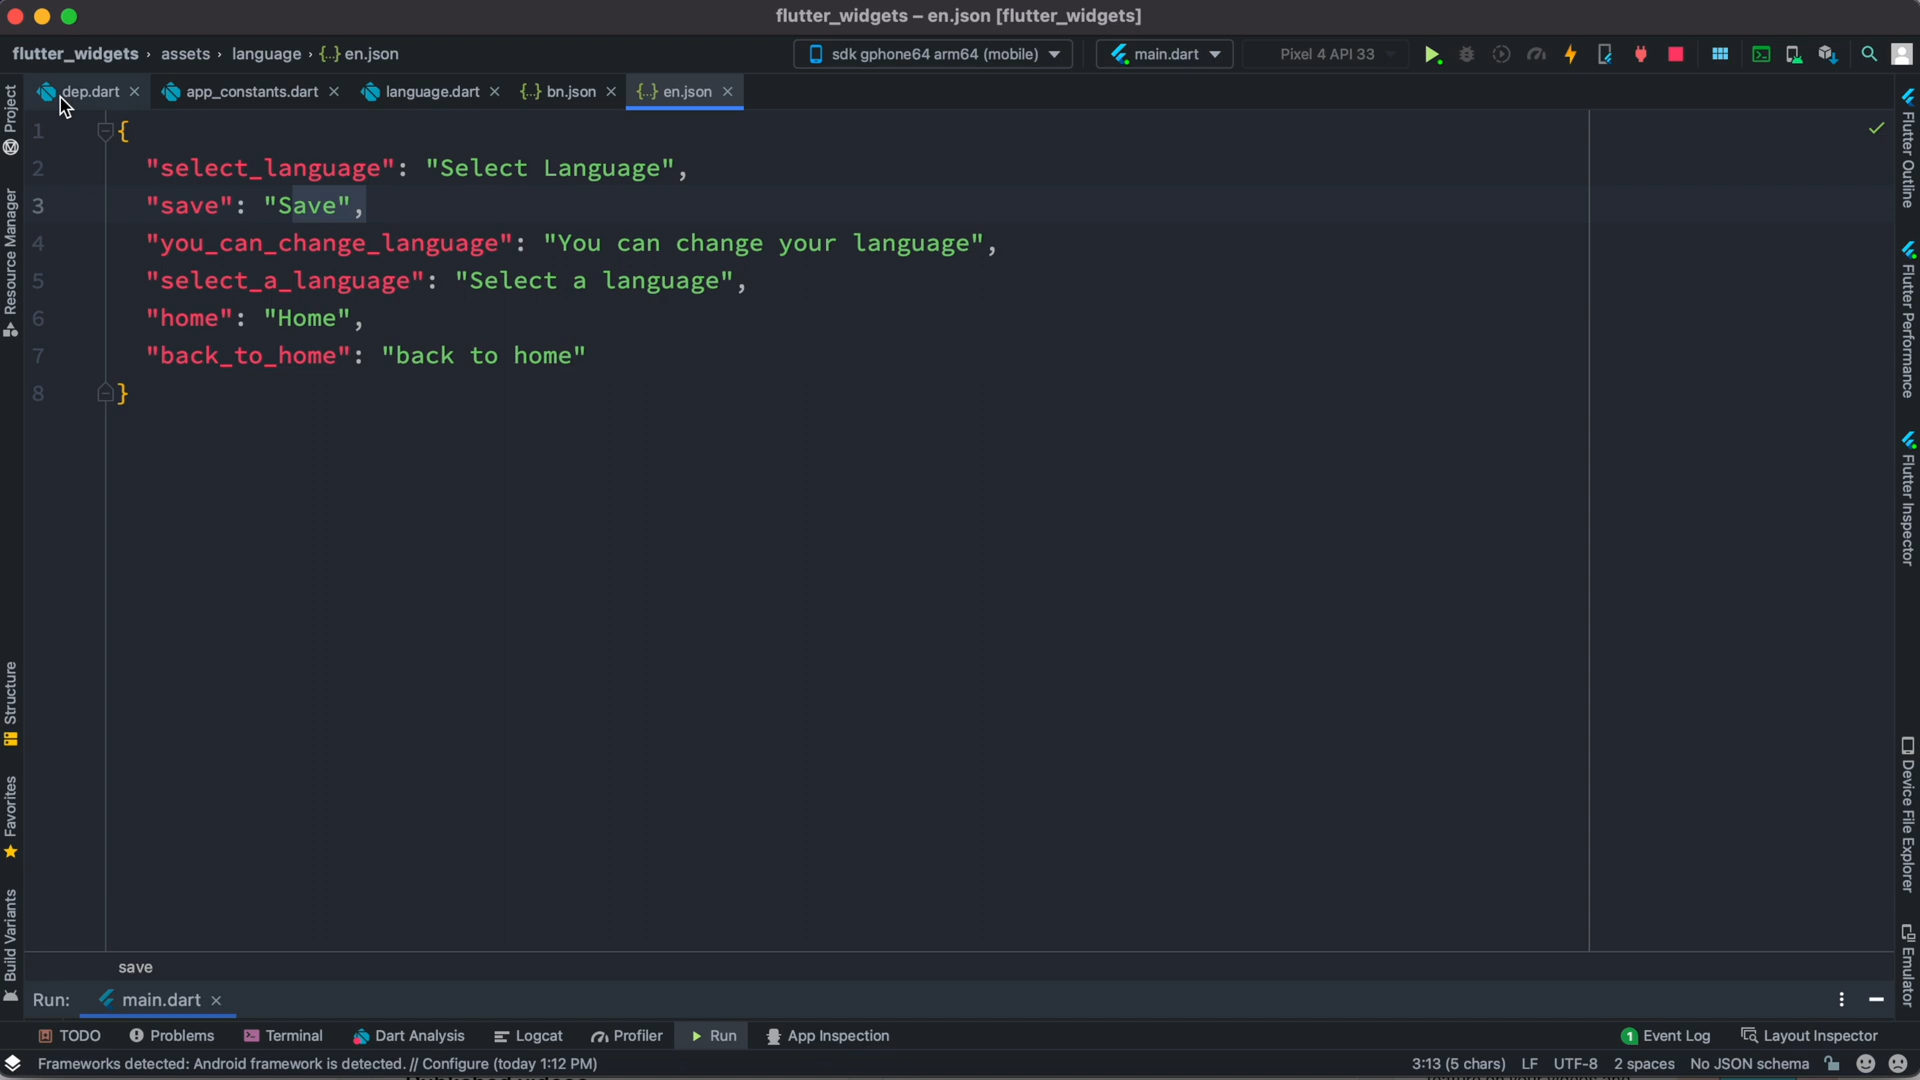 flutter_widgets – en.json [flutter_widgets]
flutter_widgets › assets › language › {..} en.json
sdk gphone64 arm64 (mobile)
main.dart
Pixel 4 API 33
dep.dart
app_constants.dart
language.dart
{..} bn.json
{..} en.json
1 {
2 "select_language": "Select Language",
3 "save": "Save",
4 "you_can_change_language": "You can change your language",
5 "select_a_language": "Select a language",
6 "home": "Home",
7 "back_to_home": "back to home"
8 }
Project
Resource Manager
Structure
Favorites
Build Variants
Flutter Outline
Flutter Performance
Flutter Inspector
Device File Explorer
Emulator
save
Run: main.dart
TODO Problems Terminal Dart Analysis Logcat Profiler Run App Inspection
1 Event Log Layout Inspector
Frameworks detected: Android framework is detected. // Configure (today 1:12 PM)
3:13 (5 chars) LF UTF-8 2 spaces No JSON schema